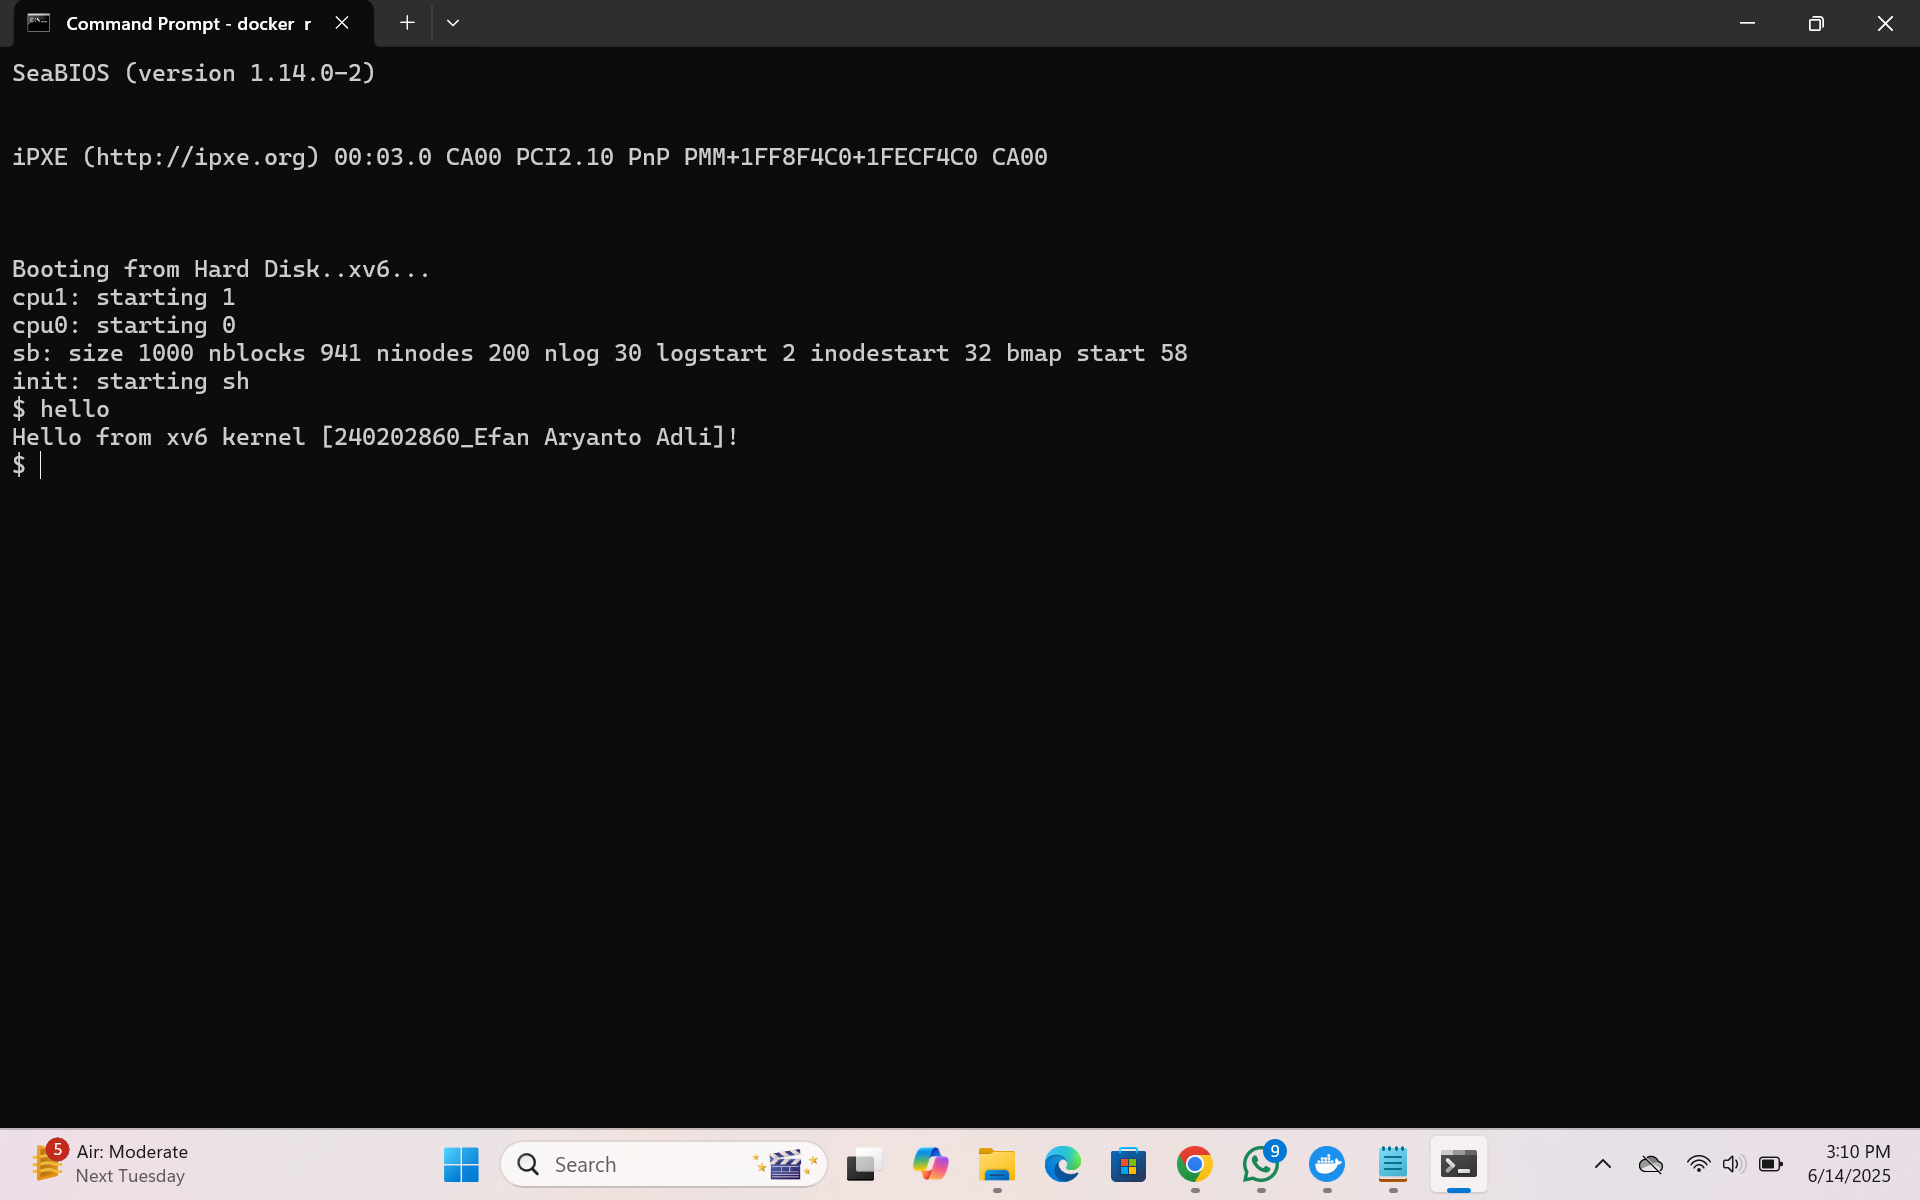 Command Prompt - docker  r
SeaBIOS (version 1.14.0-2)
iPXE (http://ipxe.org) 00:03.0 CA00 PCI2.10 PnP PMM+1FF8F4C0+1FECF4C0 CA00
Booting from Hard Disk..xv6...
cpu1: starting 1
cpu0: starting 0
sb: size 1000 nblocks 941 ninodes 200 nlog 30 logstart 2 inodestart 32 bmap start 58
init: starting sh
$ hello
Hello from xv6 kernel [240202860_Efan Aryanto Adli]!
$
5
Air: Moderate
Next Tuesday
Search
9
3:10 PM
6/14/2025